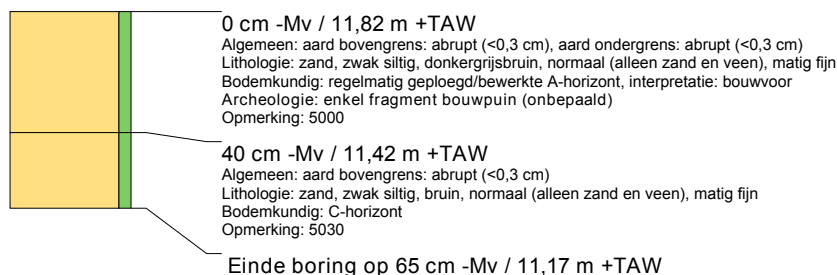 0 cm -Mv / 11,82 m +TAW
Algemeen: aard bovengrens: abrupt (<0,3 cm), aard ondergrens: abrupt (<0,3 cm)
Lithologie: zand, zwak siltig, donkergrijsbruin, normaal (alleen zand en veen), matig fijn
Bodemkundig: regelmatig geploegd/bewerkte A-horizont, interpretatie: bouwvoor
Archeologie: enkel fragment bouwpuin (onbepaald)
Opmerking: 5000
40 cm -Mv / 11,42 m +TAW
Algemeen: aard bovengrens: abrupt (<0,3 cm)
Lithologie: zand, zwak siltig, bruin, normaal (alleen zand en veen), matig fijn
Bodemkundig: C-horizont
Opmerking: 5030
Einde boring op 65 cm -Mv / 11,17 m +TAW